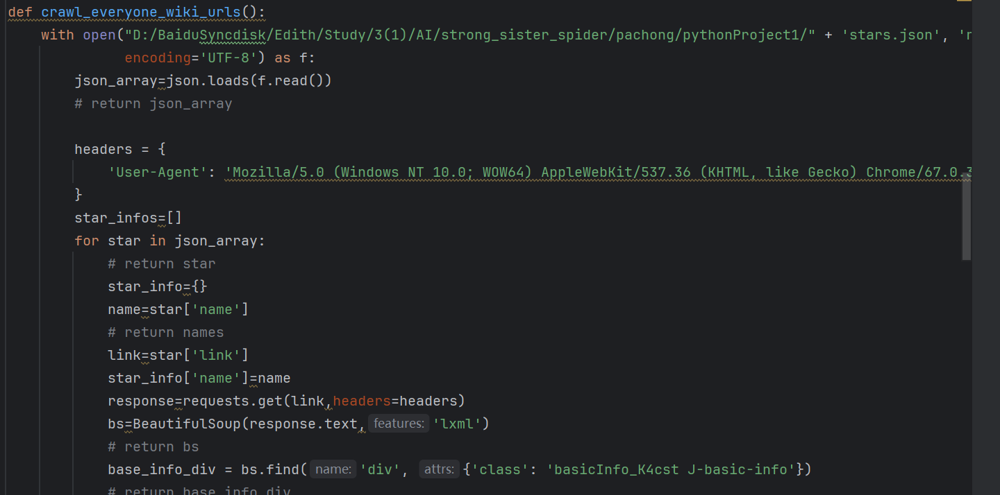 def crawl_everyone_wiki_urls():
with open("D:/BaiduSyncdisk/Edith/Study/3(1)/AI/strong_sister_spider/pachong/pythonProject1/" + 'stars.json', 'r
encoding='UTF-8') as f:
json_array=json.loads(f.read())
# return json_array
headers = {
'User-Agent': 'Mozilla/5.0 (Windows NT 10.0; WOW64) AppleWebKit/537.36 (KHTML, like Gecko) Chrome/67.0.3
}
star_infos=[]
for star in json_array:
# return star
star_info={}
name=star['name']
# return names
link=star['link']
star_info['name']=name
response=requests.get(link,headers=headers)
bs=BeautifulSoup(response.text, features: 'lxml')
# return bs
base_info_div = bs.find( name: 'div', attrs: {'class': 'basicInfo_K4cst J-basic-info'})
# return base_info_div